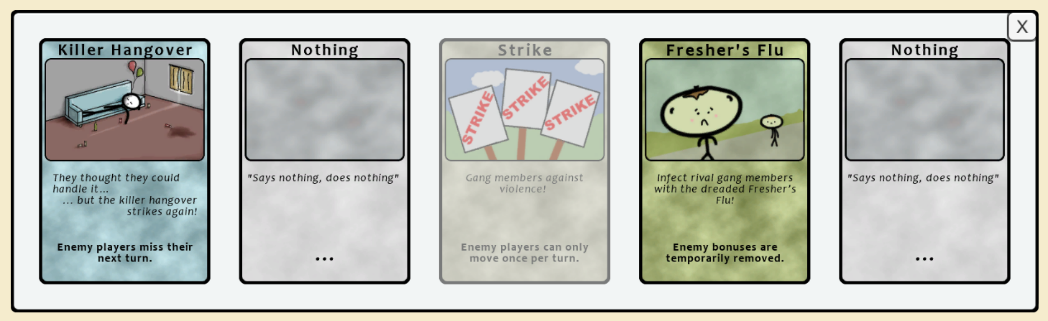 X
Killer Hangover
They thought they could
handle it...
... but the killer hangover
strikes again!
Enemy players miss their
next turn.
Nothing
"Says nothing, does nothing"
...
Strike
STRIKE
STRIKE
STRIKE
Gang members against
violence!
Enemy players can only
move once per turn.
Fresher's Flu
Infect rival gang members
with the dreaded Fresher's
Flu!
Enemy bonuses are
temporarily removed.
Nothing
"Says nothing, does nothing"
...